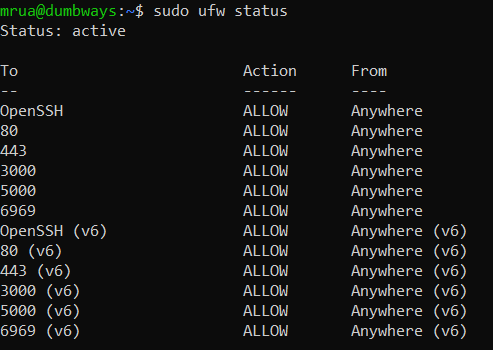 mrua@dumbways:~$ sudo ufw status
Status: active
To Action From
-- ------ ----
OpenSSH ALLOW Anywhere
80 ALLOW Anywhere
443 ALLOW Anywhere
3000 ALLOW Anywhere
5000 ALLOW Anywhere
6969 ALLOW Anywhere
OpenSSH (v6) ALLOW Anywhere (v6)
80 (v6) ALLOW Anywhere (v6)
443 (v6) ALLOW Anywhere (v6)
3000 (v6) ALLOW Anywhere (v6)
5000 (v6) ALLOW Anywhere (v6)
6969 (v6) ALLOW Anywhere (v6)